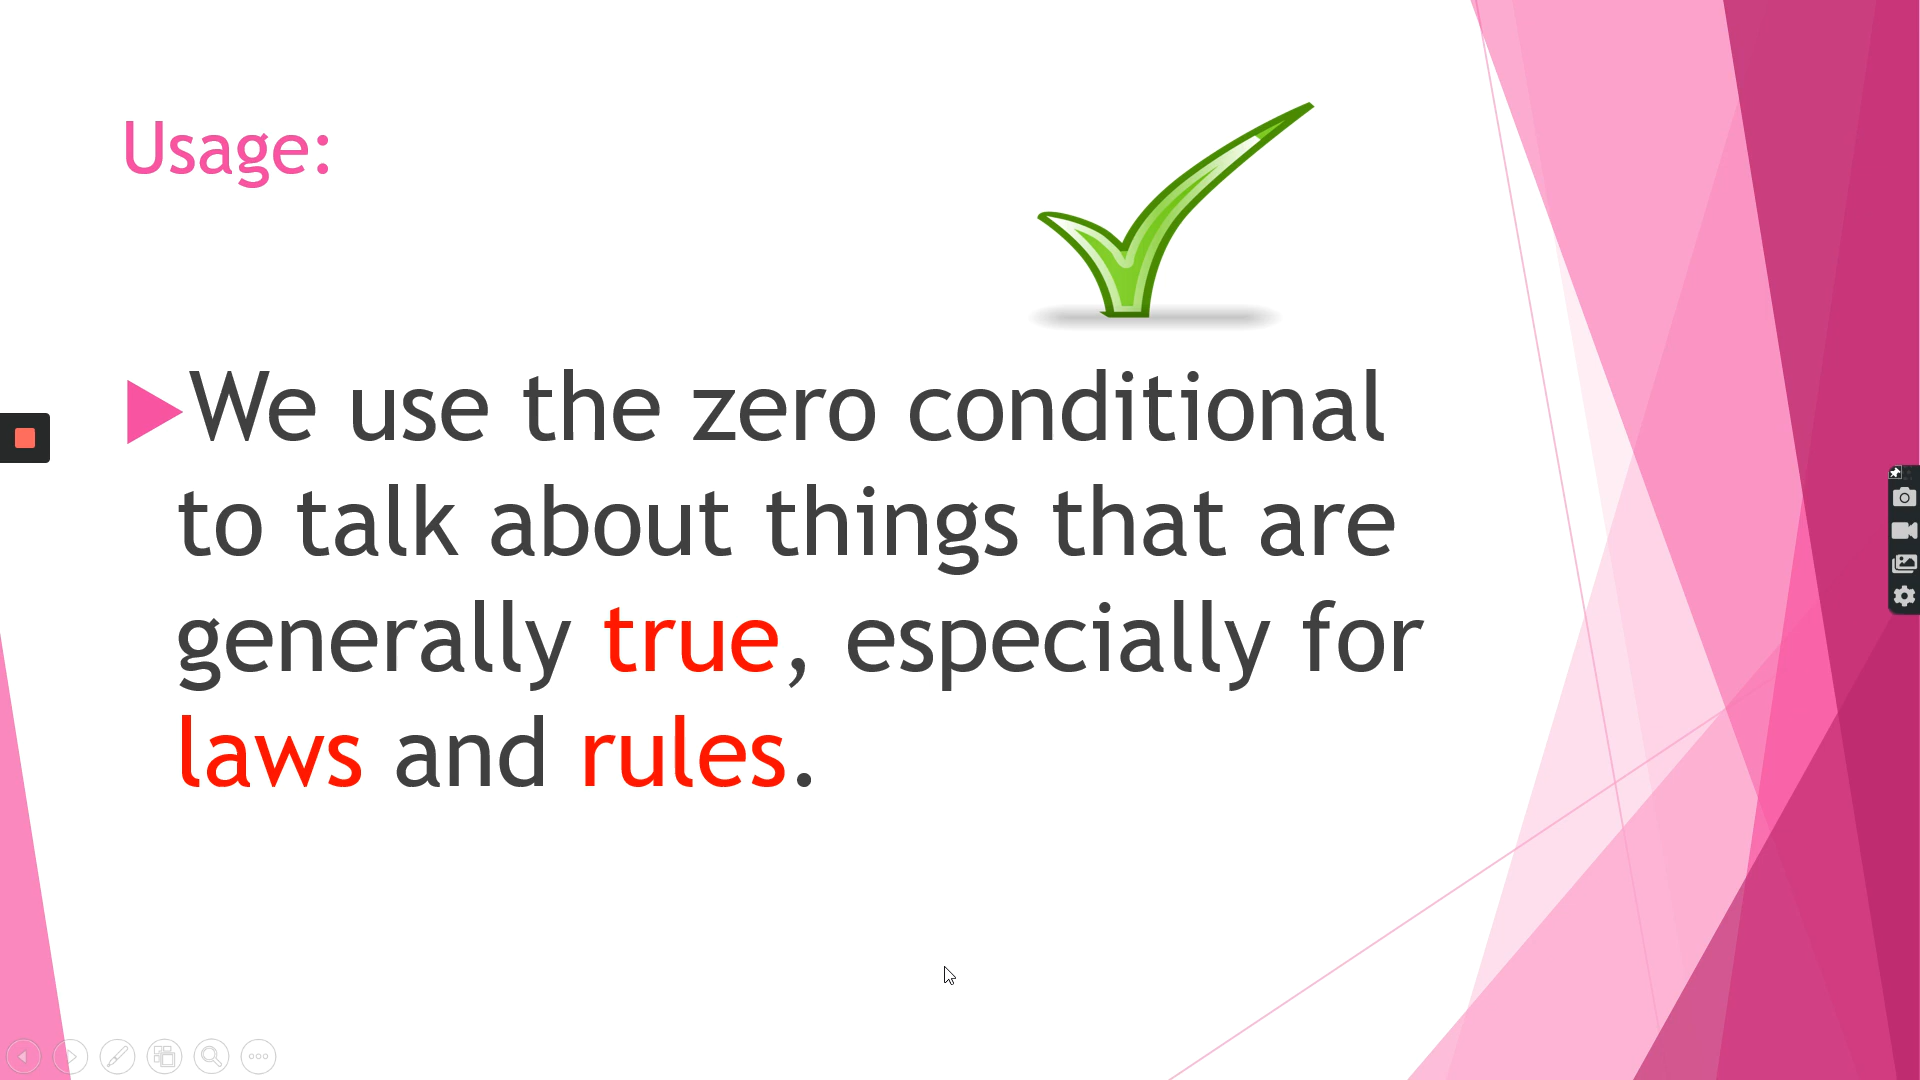 Usage:
We use the zero conditional
to talk about things that are
generally true, especially for
laws and rules.